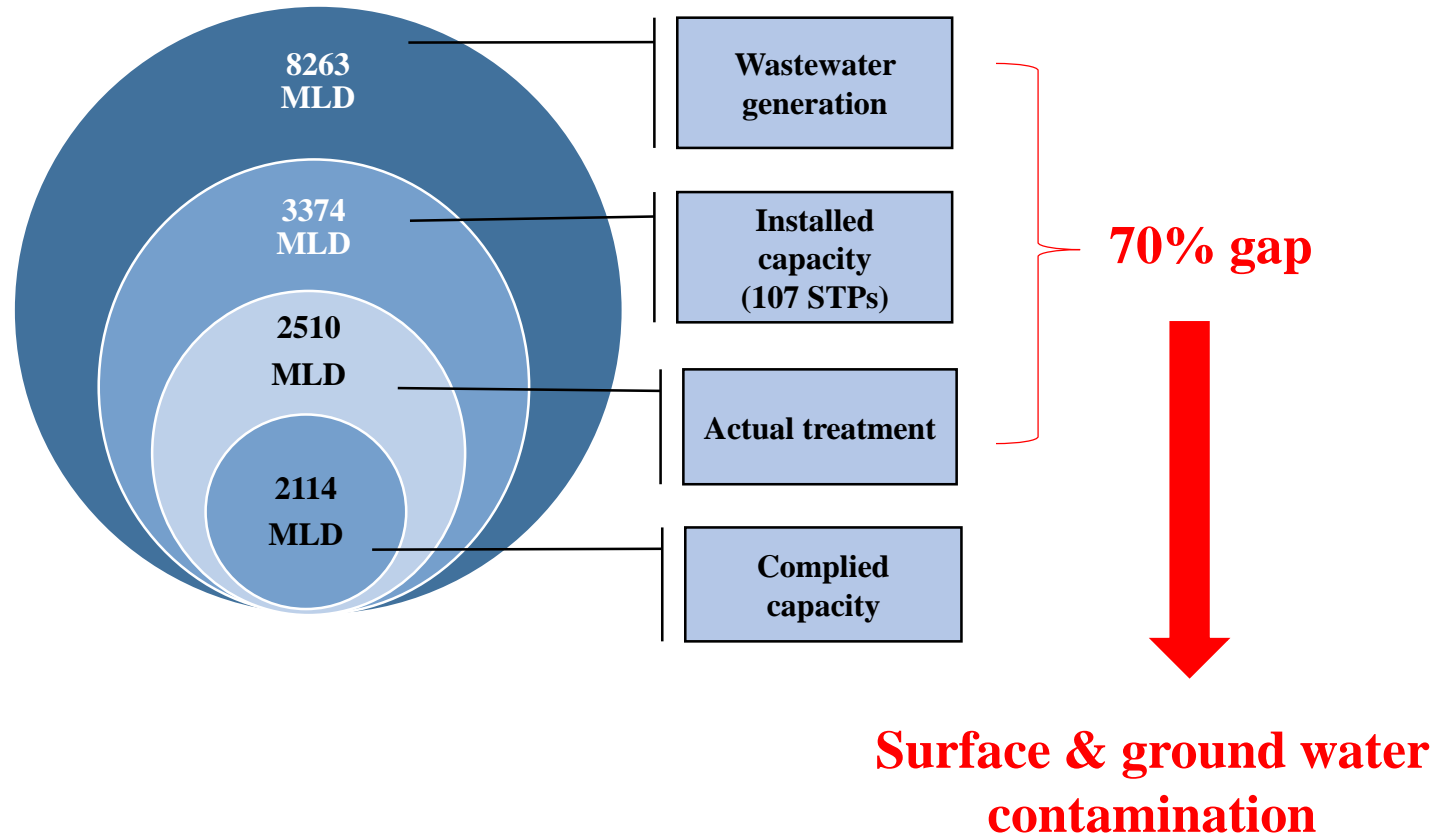 8263
MLD
3374
MLD
2510
MLD
2114
MLD
Wastewater
generation
Installed
capacity
(107 STPs)
Actual treatment
Complied
capacity
70% gap
Surface & ground water
contamination